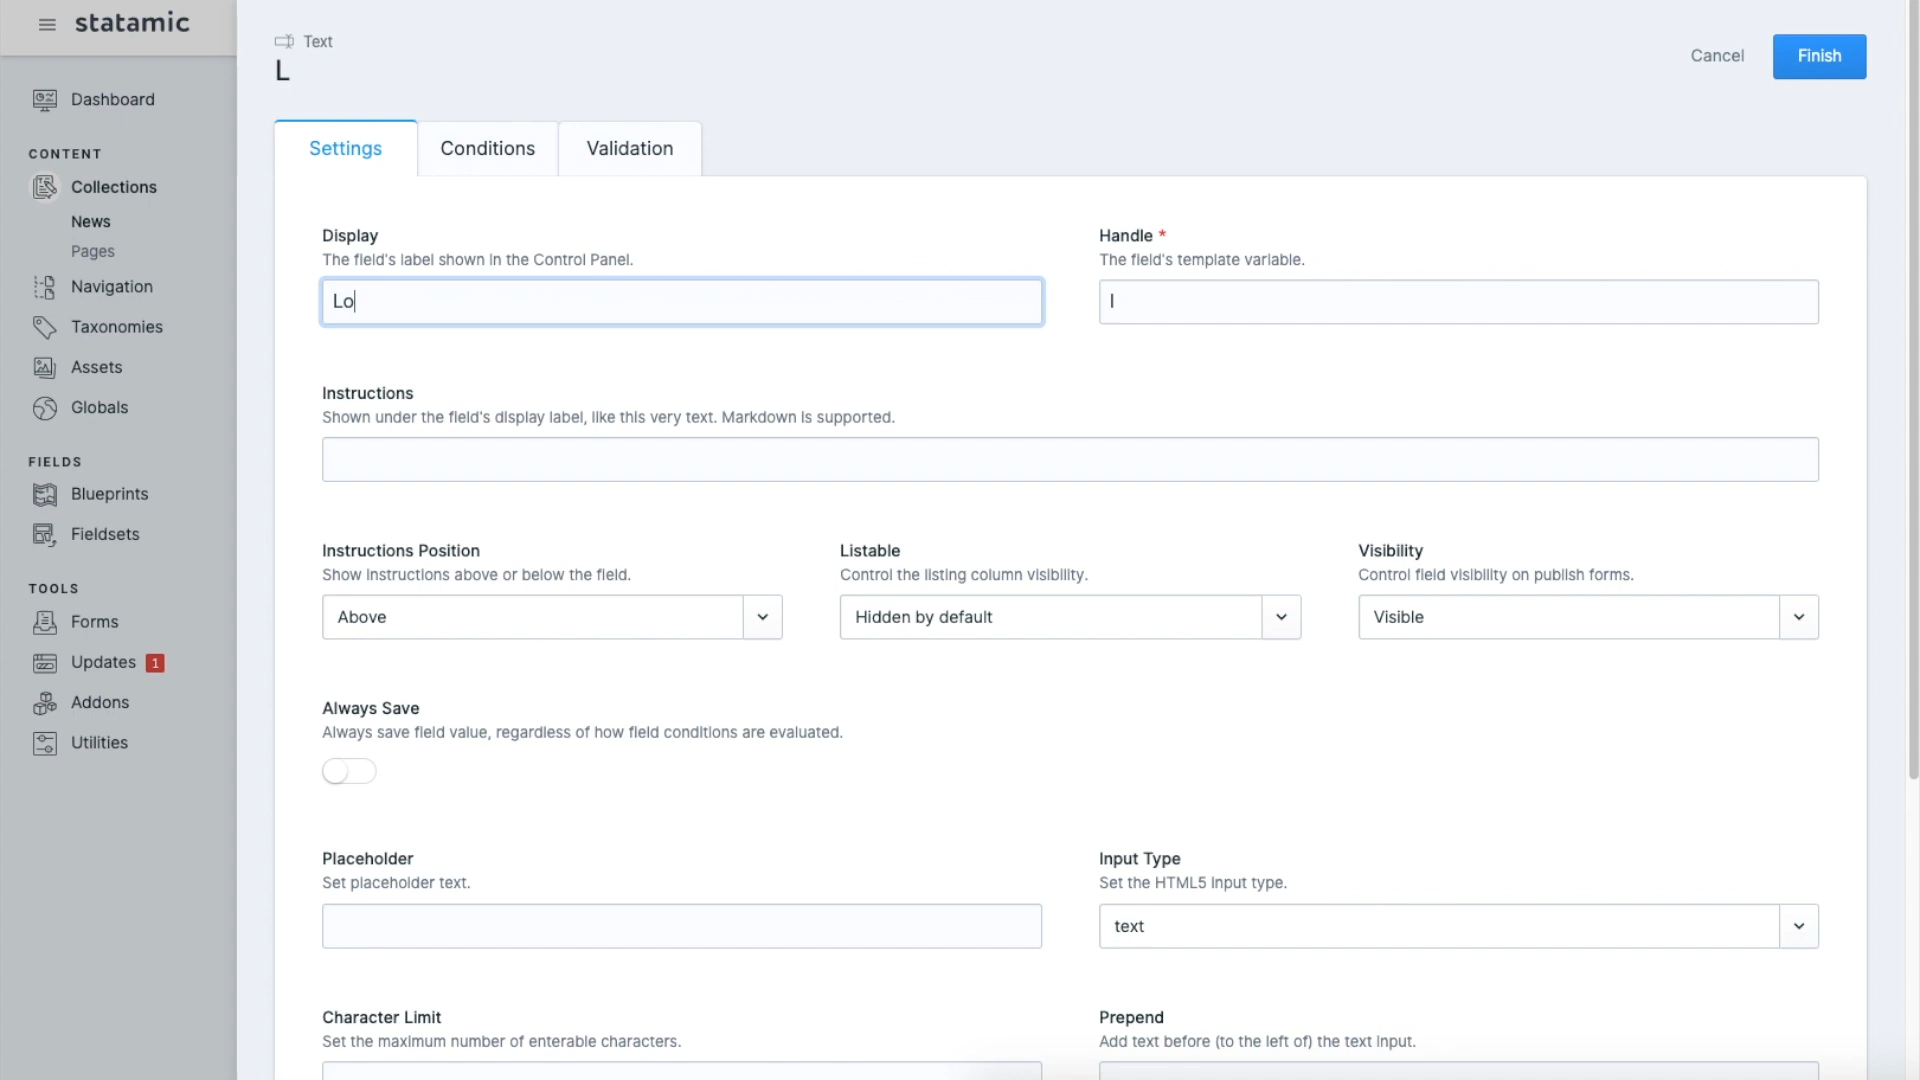 statamic
Dashboard
CONTENT
Collections
News
Pages
Navigation
Taxonomies
Assets
Globals
FIELDS
Blueprints
Fieldsets
TOOLS
Forms
Updates 1
Addons
Utilities
Text
L
Cancel
Finish
Settings
Conditions
Validation
Display
The field's label shown in the Control Panel.
Lo
Handle *
The field's template variable.
l
Instructions
Shown under the field's display label, like this very text. Markdown is supported.
Instructions Position
Show instructions above or below the field.
Above
Listable
Control the listing column visibility.
Hidden by default
Visibility
Control field visibility on publish forms.
Visible
Always Save
Always save field value, regardless of how field conditions are evaluated.
Placeholder
Set placeholder text.
Input Type
Set the HTML5 input type.
text
Character Limit
Set the maximum number of enterable characters.
Prepend
Add text before (to the left of) the text input.